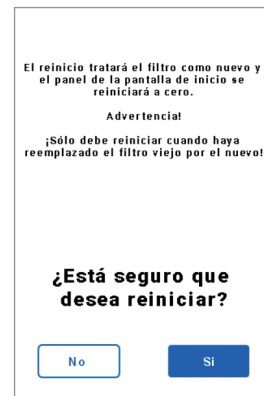 El reinicio tratará el filtro como nuevo y
el panel de la pantalla de inicio se
reiniciará a cero.
Advertencia!
¡Sólo debe reiniciar cuando haya
reemplazado el filtro viejo por el nuevo!
¿Está seguro que
desea reiniciar?
No
Si